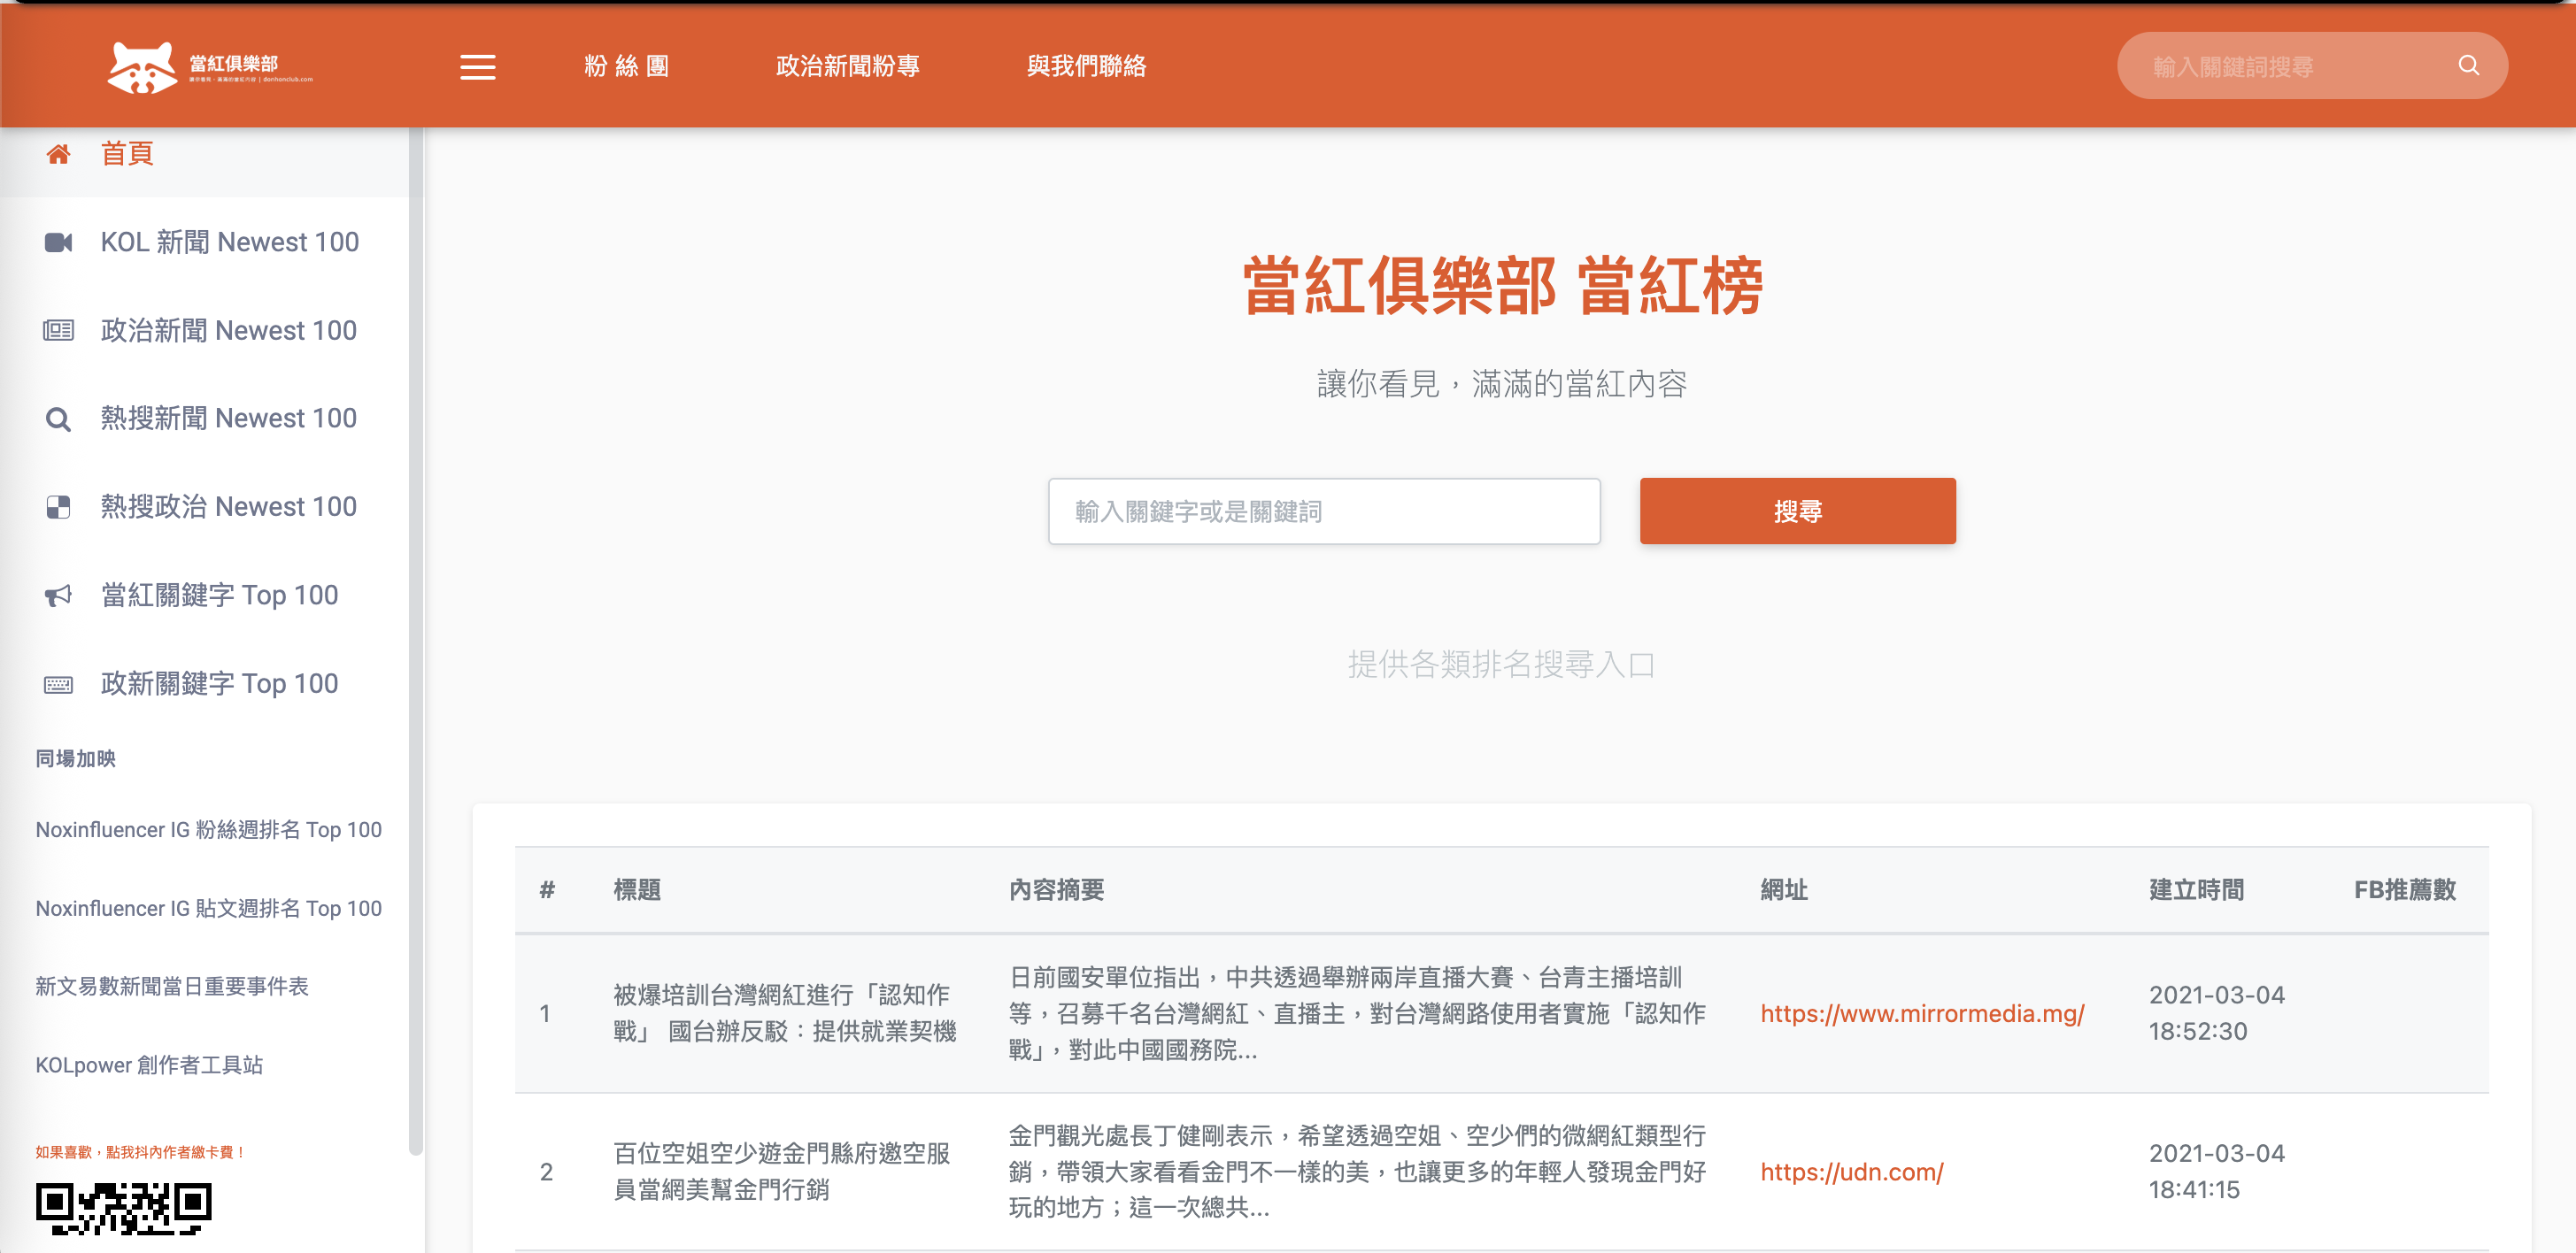 當紅俱樂部
讓你看見，滿滿的當紅內容 | donhonclub.com
粉 絲 團
政治新聞粉專
與我們聯絡
輸入關鍵詞搜尋
首頁
KOL 新聞 Newest 100
政治新聞 Newest 100
熱搜新聞 Newest 100
熱搜政治 Newest 100
當紅關鍵字 Top 100
政新關鍵字 Top 100
同場加映
Noxinfluencer IG 粉絲週排名 Top 100
Noxinfluencer IG 貼文週排名 Top 100
新文易數新聞當日重要事件表
KOLpower 創作者工具站
如果喜歡，點我抖內作者繳卡費！
當紅俱樂部 當紅榜
讓你看見，滿滿的當紅內容
輸入關鍵字或是關鍵詞
搜尋
提供各類排名搜尋入口
# 標題 內容摘要 網址 建立時間 FB推薦數
1
被爆培訓台灣網紅進行「認知作
戰」 國台辦反駁：提供就業契機
日前國安單位指出，中共透過舉辦兩岸直播大賽、台青主播培訓
等，召募千名台灣網紅、直播主，對台灣網路使用者實施「認知作
戰」，對此中國國務院...
https://www.mirrormedia.mg/
2021-03-04
18:52:30
2
百位空姐空少遊金門縣府邀空服
員當網美幫金門行銷
金門觀光處長丁健剛表示，希望透過空姐、空少們的微網紅類型行
銷，帶領大家看看金門不一樣的美，也讓更多的年輕人發現金門好
玩的地方；這一次總共...
https://udn.com/
2021-03-04
18:41:15